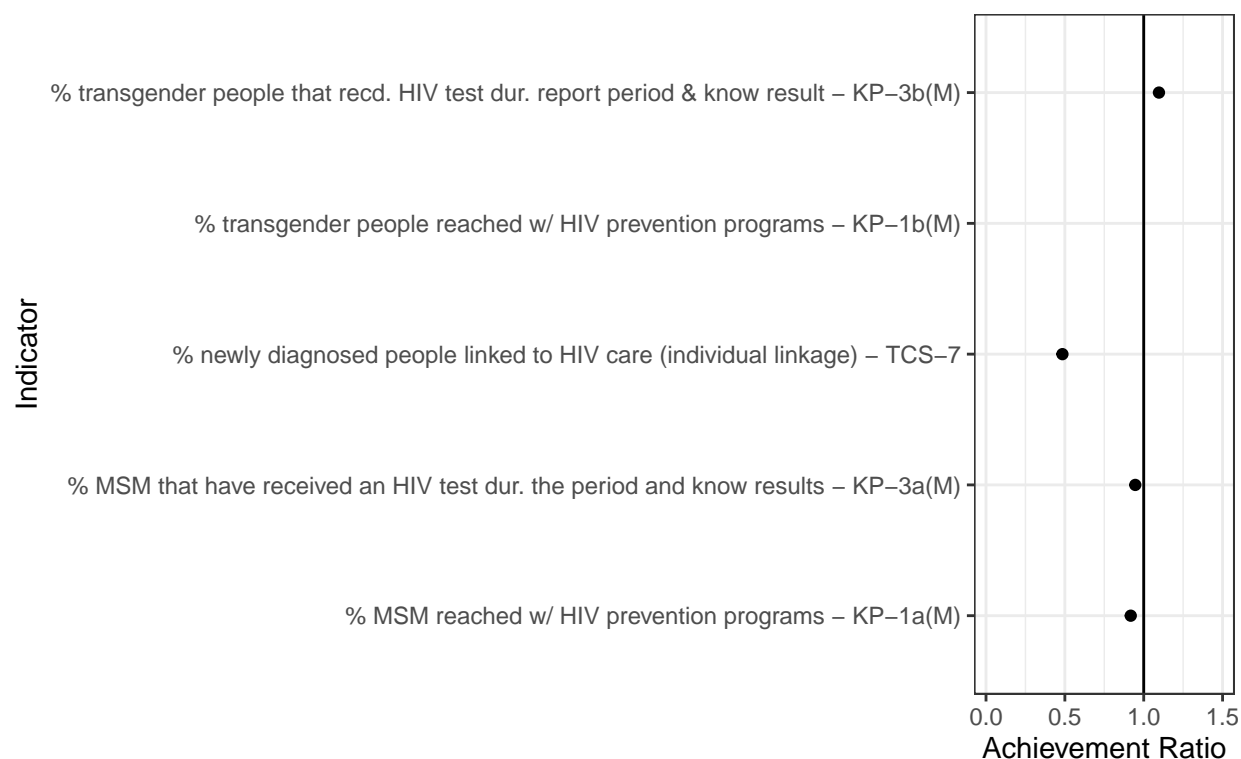 % transgender people that recd. HIV test dur. report period & know result − KP−3b(M)
% transgender people reached w/ HIV prevention programs − KP−1b(M)
% newly diagnosed people linked to HIV care (individual linkage) − TCS−7
% MSM that have received an HIV test dur. the period and know results − KP−3a(M)
% MSM reached w/ HIV prevention programs − KP−1a(M)
Indicator
0.0 0.5 1.0 1.5
Achievement Ratio